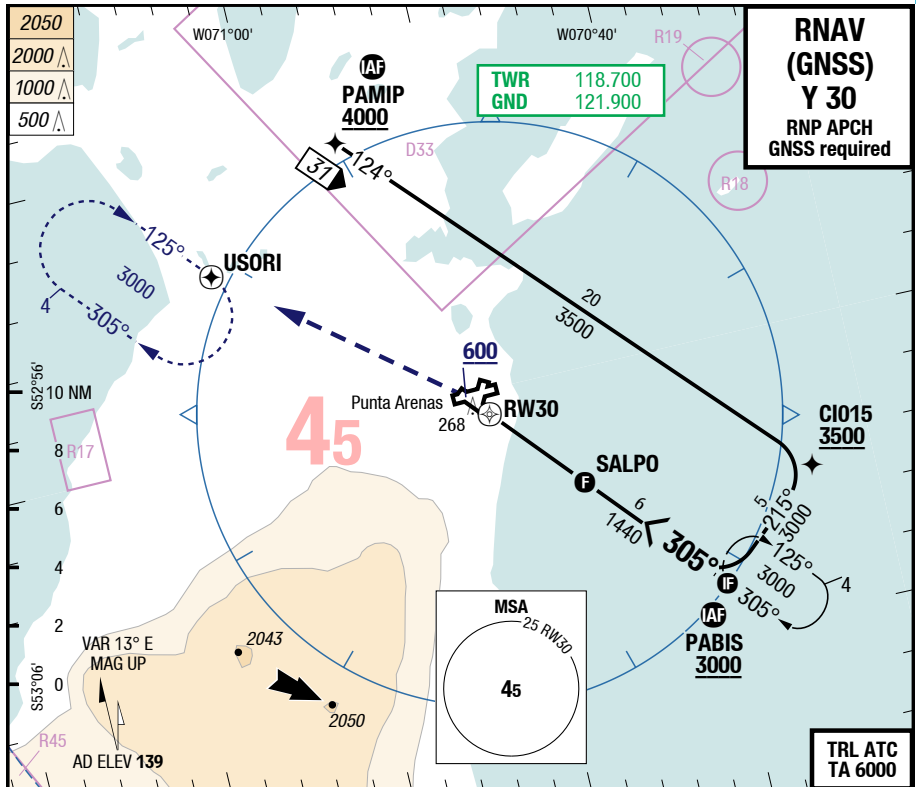 2050
2000
1000
500
W071°00'
W070°40'
R19
RNAV
(GNSS)
Y 30
RNP APCH
GNSS required
IAF
PAMIP
4000
TWR 118.700
GND 121.900
D33
R18
31
124°
125°
USORI
3000
4
305°
20
3500
S52°56'
10 NM
600
Punta Arenas
RW30
268
45
CI015
3500
8
R17
SALPO
F
6
6
1440
305°
5
215°
3000
125°
3000
4
305°
IF
IAF
PABIS
3000
4
2
MSA
25 RW30
45
VAR 13° E
MAG UP
2043
2050
S53°06'
0
R45
AD ELEV 139
TRL ATC
TA 6000